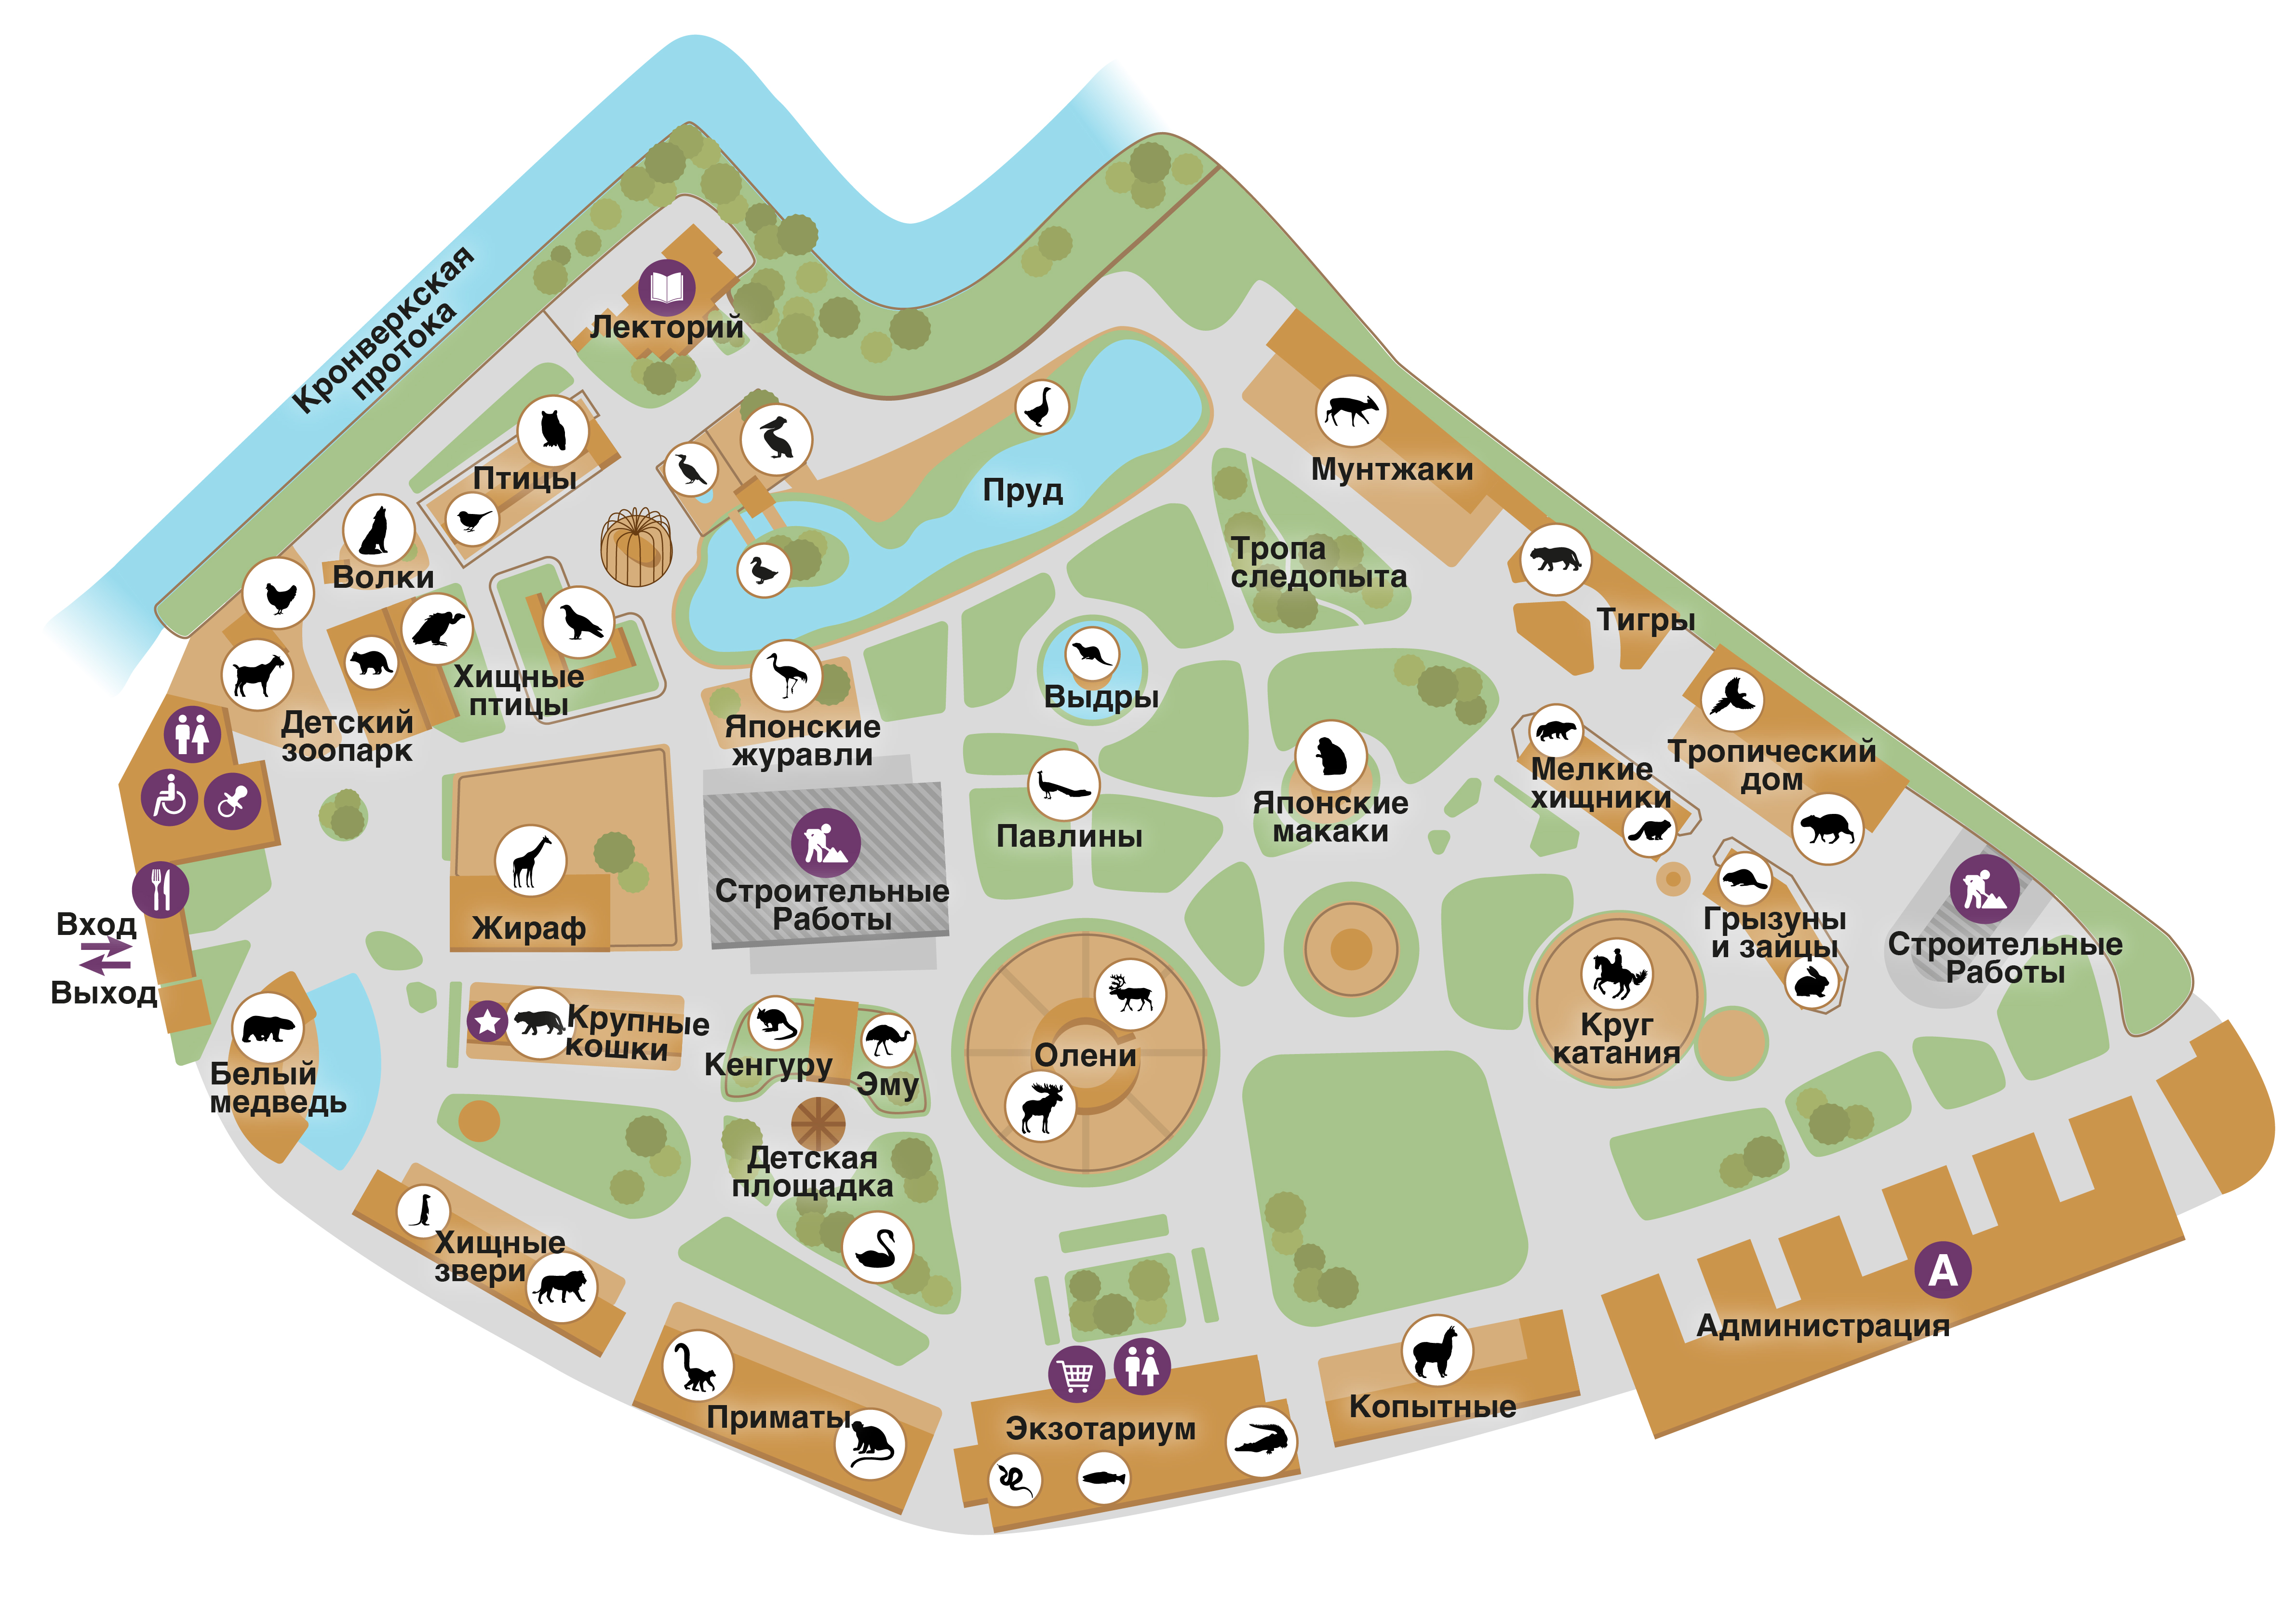 Кронверкская
протока
Лекторий
Птицы
Пруд
Мунтжаки
Волки
Тропа
следопыта
Тигры
Хищные
птицы
Выдры
Детский
зоопарк
Японские
журавли
Тропический
дом
Мелкие
хищники
Японские
макаки
Павлины
Строительные
Работы
Жираф
Вход
Выход
Грызуны
и зайцы
Строительные
Работы
Крупные
кошки
Круг
катания
Олени
Кенгуру
Эму
Белый
медведь
Детская
площадка
Хищные
звери
А
Администрация
Копытные
Приматы
Экзотариум